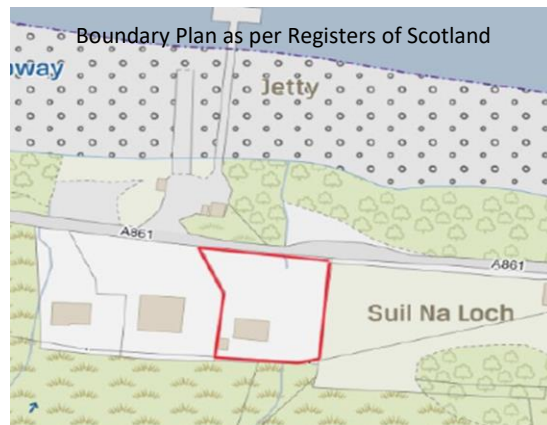 Boundary Plan as per Registers of Scotland
way
Jetty
A861
A861
Suil Na Loch